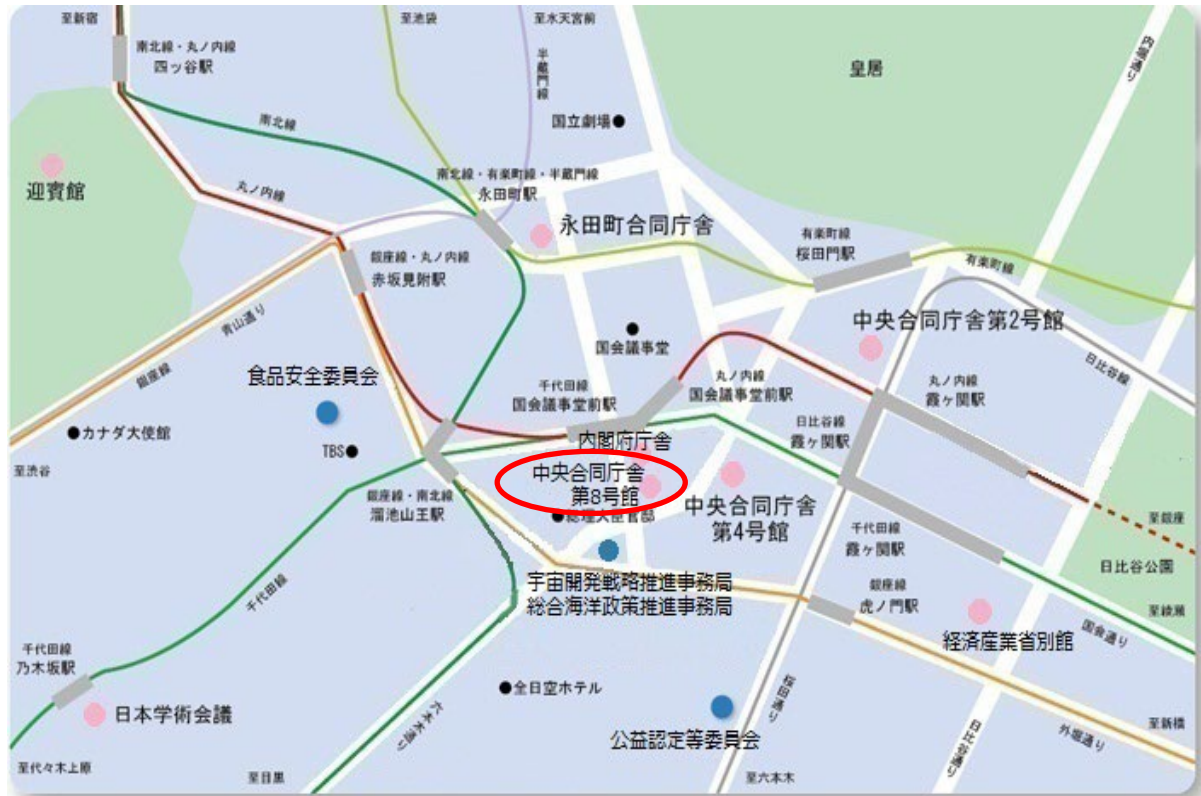 至新宿
至池袋
至水天宮前
南北線・丸ノ内線
四ッ谷駅
半蔵門線
皇居
内堀通り
南北線
国立劇場●
迎賓館
丸ノ内線
南北線・有楽町線・半蔵門線
永田町駅
永田町合同庁舎
有楽町線
桜田門駅
有楽町線
銀座線・丸ノ内線
赤坂見附駅
青山通り
銀座線
国会議事堂
中央合同庁舎第2号館
日比谷線
食品安全委員会
千代田線
国会議事堂前駅
丸ノ内線
国会議事堂前駅
丸ノ内線
霞ヶ関駅
日比谷線
霞ヶ関駅
●カナダ大使館
TBS●
至渋谷
内閣府庁舎
中央合同庁舎
第8号館
●総理大臣官邸
中央合同庁舎
第4号館
銀座線・南北線
溜池山王駅
千代田線
霞ヶ関駅
至銀座
日比谷公園
宇宙開発戦略推進事務局
総合海洋政策推進事務局
銀座線
虎ノ門駅
至綾瀬
国会通り
経済産業省別館
千代田線
千代田線
乃木坂駅
日本学術会議
●全日空ホテル
六本木通り
桜田通り
公益認定等委員会
日比谷通り
外堀通り
至新橋
至代々木上原
至目黒
至六本木